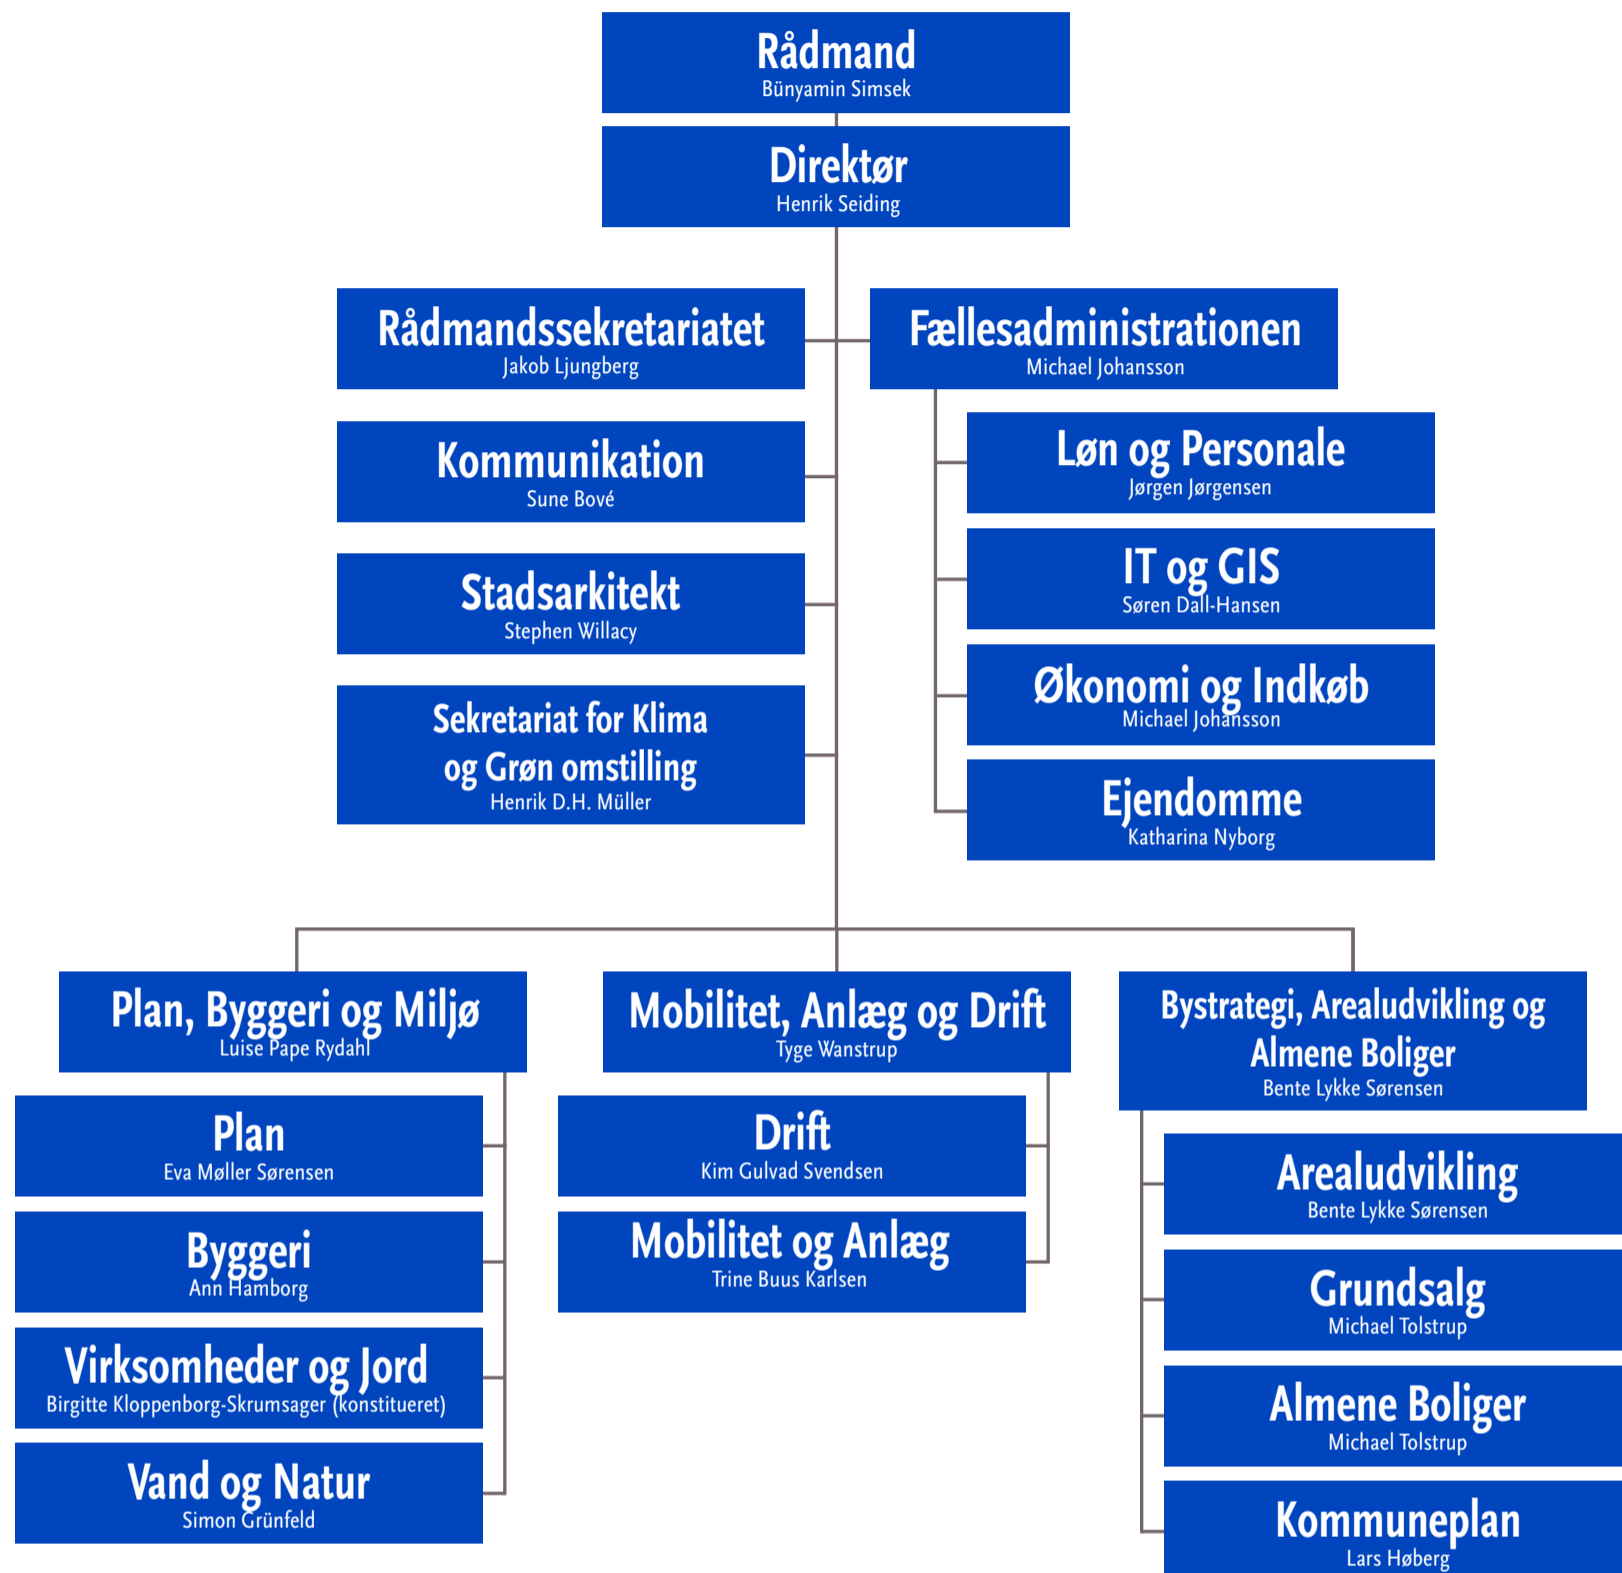 Rådmand
Bünyamin Simsek
Direktør
Henrik Seiding
Rådmandssekretariatet
Jakob Ljungberg
Kommunikation
Sune Bové
Stadsarkitekt
Stephen Willacy
Sekretariat for Klima
og Grøn omstilling
Henrik D.H. Müller
Fællesadministrationen
Michael Johansson
Løn og Personale
Jørgen Jørgensen
IT og GIS
Søren Dall-Hansen
Økonomi og Indkøb
Michael Johansson
Ejendomme
Katharina Nyborg
Plan, Byggeri og Miljø
Luise Pape Rydahl
Plan
Eva Møller Sørensen
Byggeri
Ann Hamborg
Virksomheder og Jord
Birgitte Kloppenborg-Skrumsager (konstitueret)
Vand og Natur
Simon Grünfeld
Mobilitet, Anlæg og Drift
Tyge Wanstrup
Drift
Kim Gulvad Svendsen
Mobilitet og Anlæg
Trine Buus Karlsen
Bystrategi, Arealudvikling og
Almene Boliger
Bente Lykke Sørensen
Arealudvikling
Bente Lykke Sørensen
Grundsalg
Michael Tolstrup
Almene Boliger
Michael Tolstrup
Kommuneplan
Lars Høberg